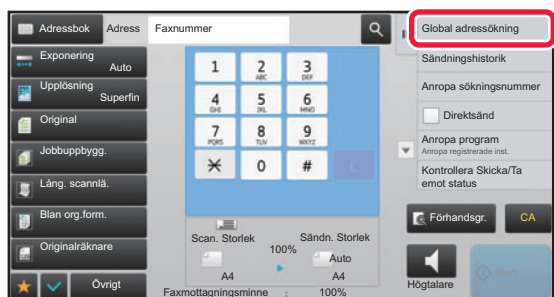 Adressbok
Adress
Faxnummer
Global adressökning
Exponering
Auto
Upplösning
Superfin
Original
Jobbuppbygg.
Lång. scannlä.
Blan org.form.
Originalräknare
Övrigt
1
2
ABC
3
DEF
4
GHI
5
JKL
6
MNO
7
PQRS
8
TUV
9
WXYZ
0
#
C
Scan. Storlek
100%
Sändn. Storlek
Auto
A4
A4
Faxmottagningsminne : 100%
Sändningshistorik
Anropa sökningsnummer
Direktsänd
Anropa program
Anropa registrerade inst.
Kontrollera Skicka/Ta
emot status
Förhandsgr.
CA
Högtalare
Start